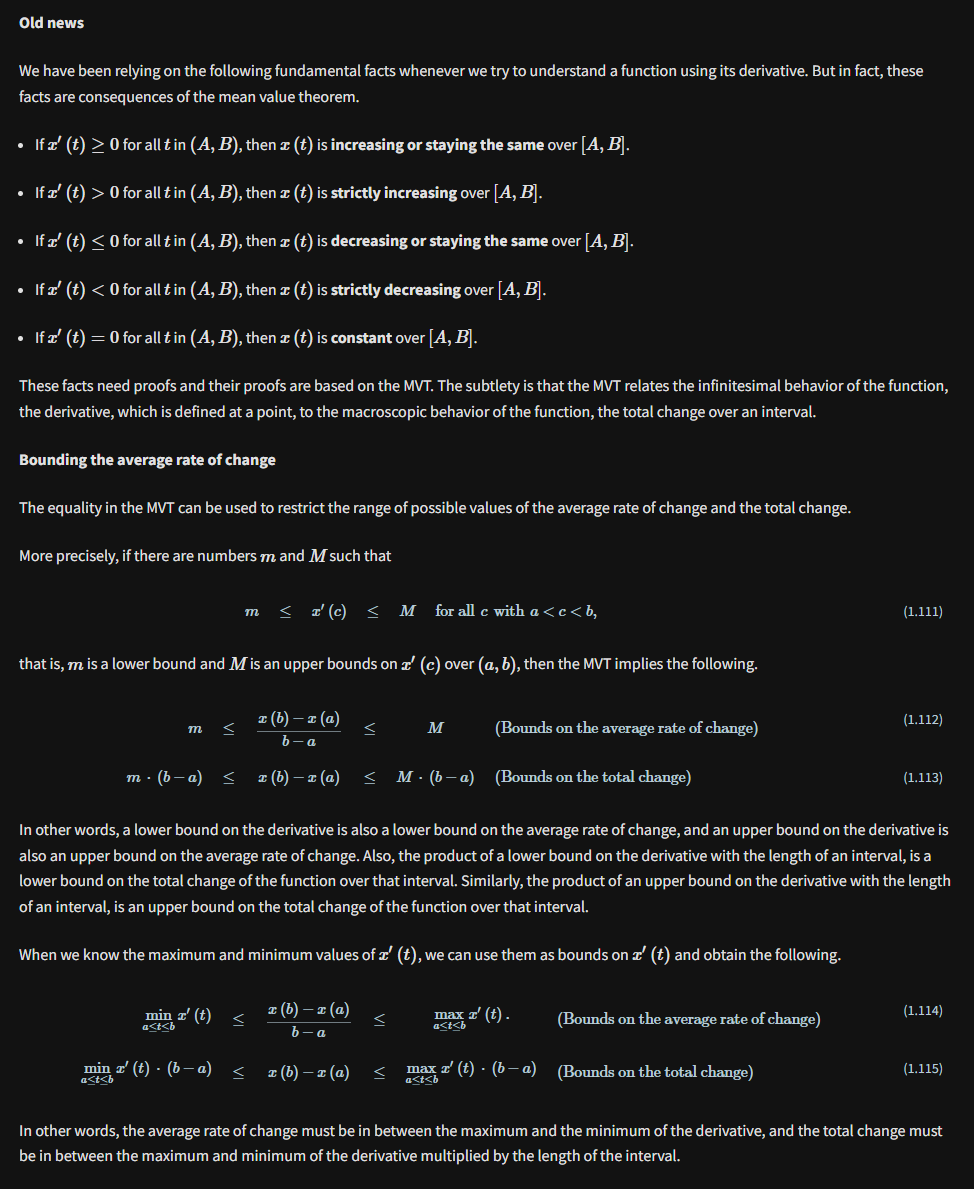 Old news
We have been relying on the following fundamental facts whenever we try to understand a function using its derivative. But in fact, these
facts are consequences of the mean value theorem.
• If x′ (t) ≥ 0 for all t in (A, B), then x (t) is increasing or staying the same over [A, B].
• If x′ (t) > 0 for all t in (A, B), then x (t) is strictly increasing over [A, B].
• If x′ (t) ≤ 0 for all t in (A, B), then x (t) is decreasing or staying the same over [A, B].
• If x′ (t) < 0 for all t in (A, B), then x (t) is strictly decreasing over [A, B].
• If x′ (t) = 0 for all t in (A, B), then x (t) is constant over [A, B].
These facts need proofs and their proofs are based on the MVT. The subtlety is that the MVT relates the infinitesimal behavior of the function,
the derivative, which is defined at a point, to the macroscopic behavior of the function, the total change over an interval.
Bounding the average rate of change
The equality in the MVT can be used to restrict the range of possible values of the average rate of change and the total change.
More precisely, if there are numbers m and M such that
m ≤ x′ (c) ≤ M for all c with a < c < b, (1.111)
that is, m is a lower bound and M is an upper bounds on x′ (c) over (a, b), then the MVT implies the following.
m ≤ (x (b) − x (a)) / (b − a) ≤ M (Bounds on the average rate of change) (1.112)
m · (b − a) ≤ x (b) − x (a) ≤ M · (b − a) (Bounds on the total change) (1.113)
In other words, a lower bound on the derivative is also a lower bound on the average rate of change, and an upper bound on the derivative is
also an upper bound on the average rate of change. Also, the product of a lower bound on the derivative with the length of an interval, is a
lower bound on the total change of the function over that interval. Similarly, the product of an upper bound on the derivative with the length
of an interval, is an upper bound on the total change of the function over that interval.
When we know the maximum and minimum values of x′ (t), we can use them as bounds on x′ (t) and obtain the following.
min a≤t≤b x′ (t) ≤ (x (b) − x (a)) / (b − a) ≤ max a≤t≤b x′ (t) . (Bounds on the average rate of change) (1.114)
min a≤t≤b x′ (t) · (b − a) ≤ x (b) − x (a) ≤ max a≤t≤b x′ (t) · (b − a) (Bounds on the total change) (1.115)
In other words, the average rate of change must be in between the maximum and the minimum of the derivative, and the total change must
be in between the maximum and minimum of the derivative multiplied by the length of the interval.